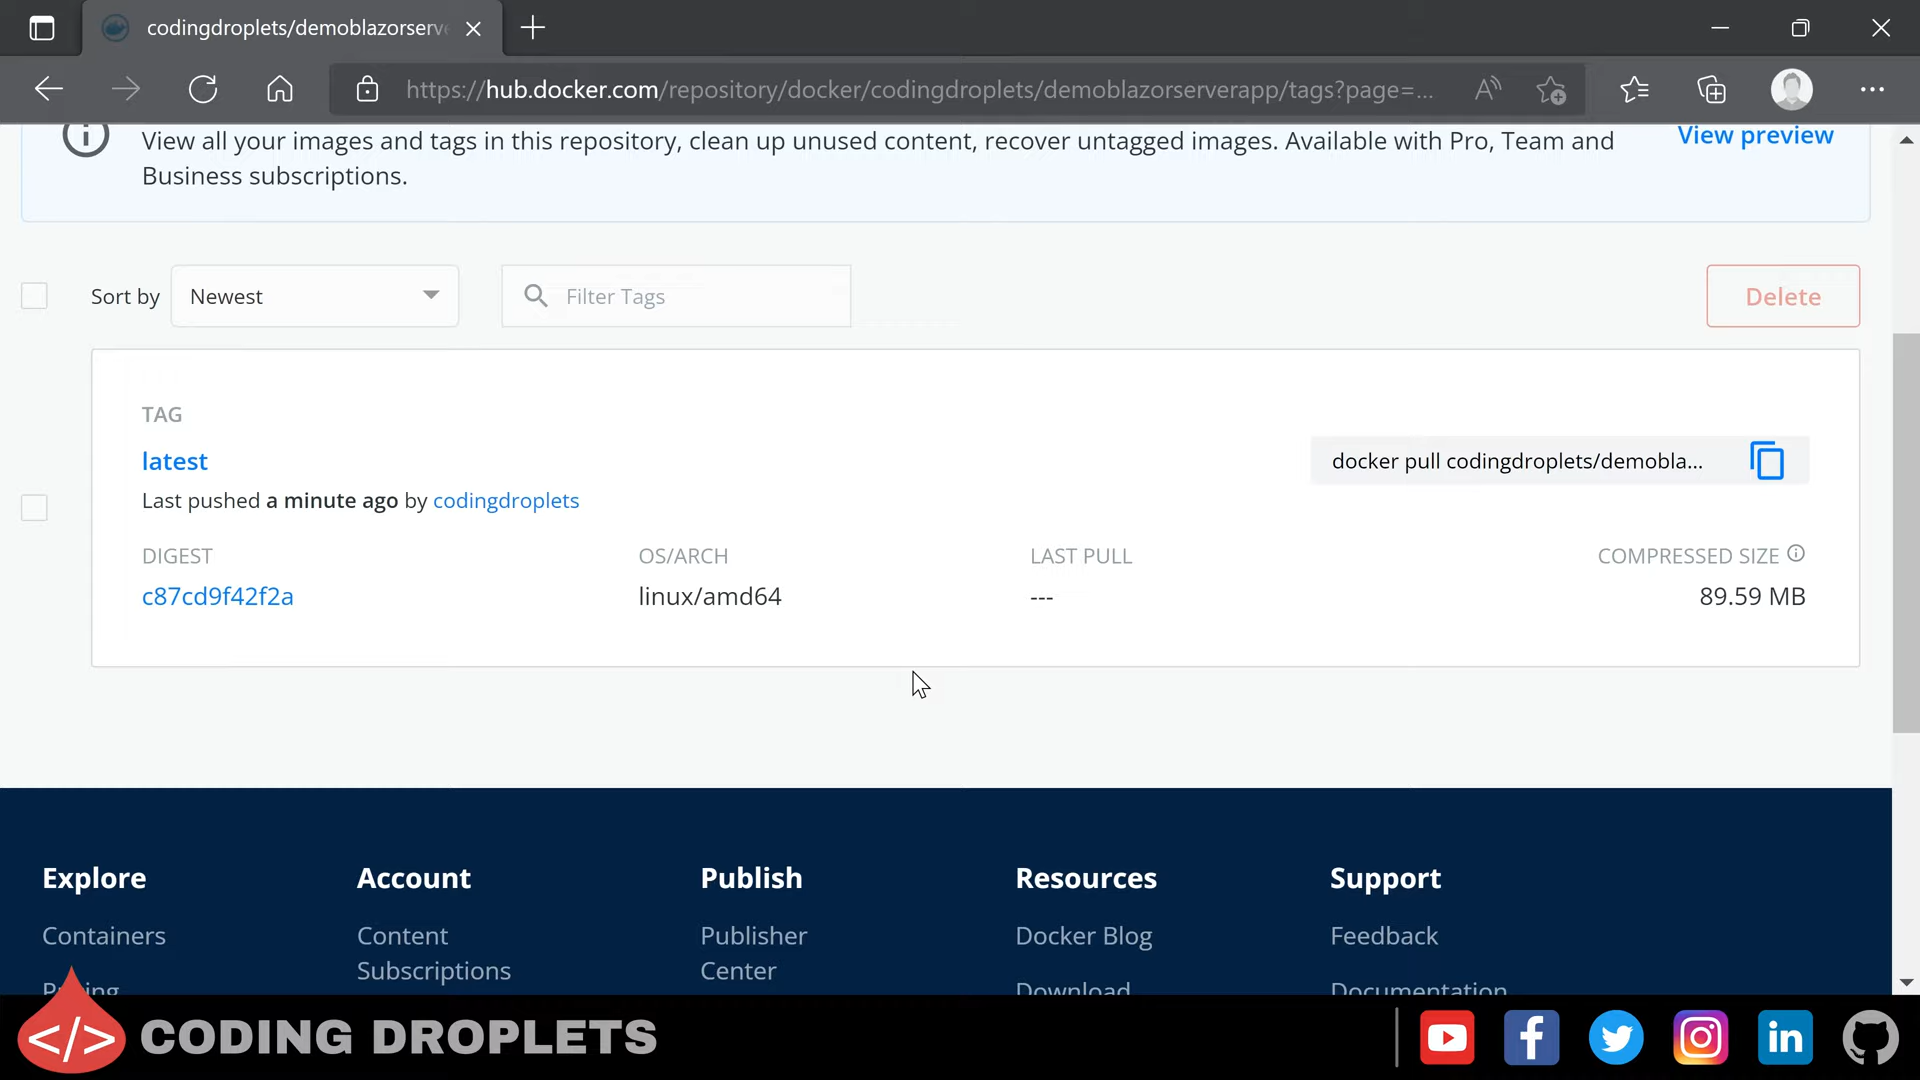 codingdroplets/demoblazorserve
https://hub.docker.com/repository/docker/codingdroplets/demoblazorserverapp/tags?page=...
View all your images and tags in this repository, clean up unused content, recover untagged images. Available with Pro, Team and
Business subscriptions.
View preview
Sort by
Newest
Filter Tags
Delete
TAG
latest
docker pull codingdroplets/demobla...
Last pushed a minute ago by codingdroplets
DIGEST
OS/ARCH
LAST PULL
COMPRESSED SIZE
c87cd9f42f2a
linux/amd64
---
89.59 MB
Explore
Account
Publish
Resources
Support
Containers
Content
Subscriptions
Publisher
Center
Docker Blog
Feedback
Download
Documentation
</> CODING DROPLETS
in